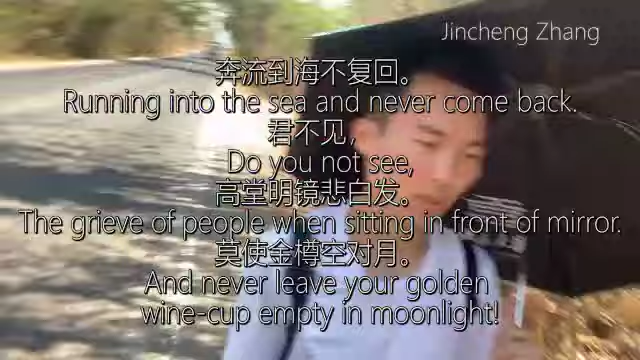 Jincheng Zhang
奔流到海不复回。
Running into the sea and never come back.
君不见,
Do you not see,
高堂明镜悲白发。
The grieve of people when sitting in front of mirror.
莫使金樽空对月。
And never leave your golden
wine-cup empty in moonlight!